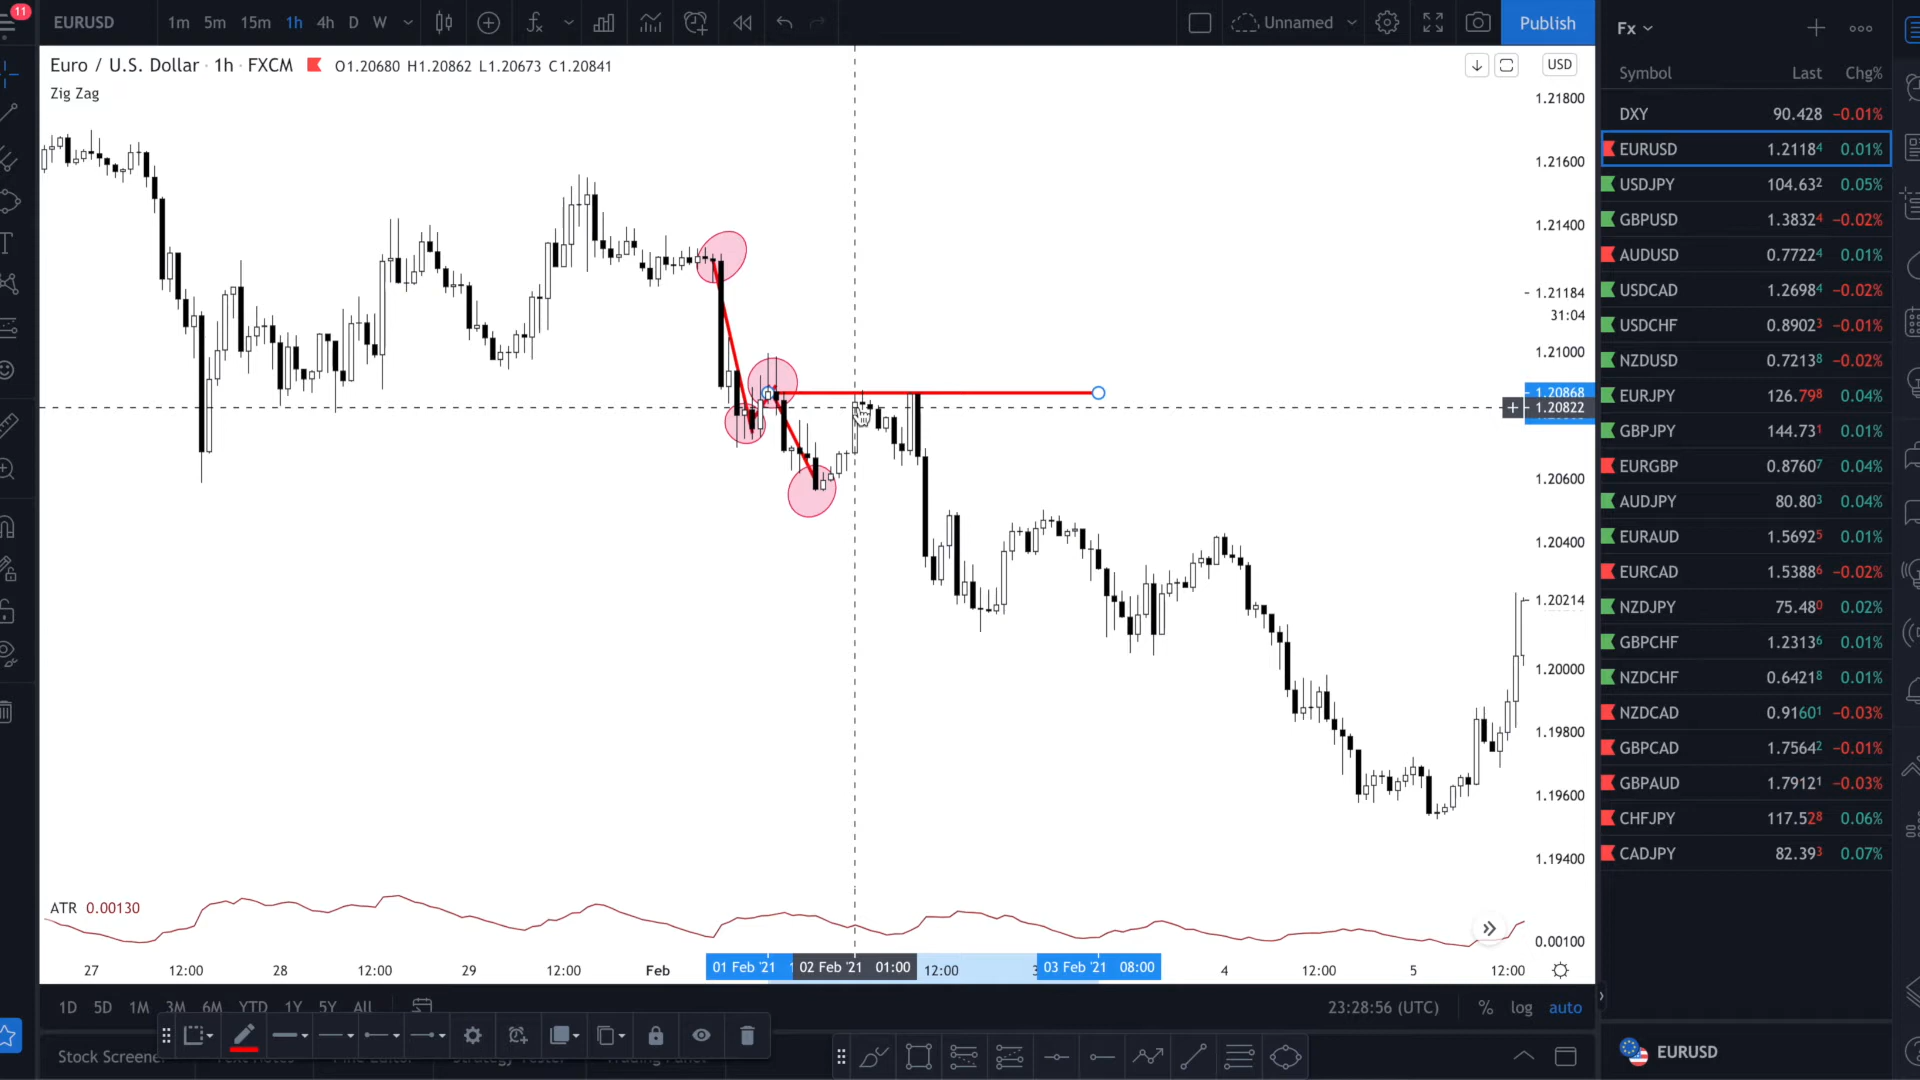 11
EURUSD
1m 5m 15m 1h 4h D W
Unnamed
Publish
Fx
Euro / U.S. Dollar · 1h · FXCM O1.20680 H1.20862 L1.20673 C1.20841
USD
Zig Zag
Symbol Last Chg%
DXY 90.428 −0.01%
EURUSD 1.21184 0.01%
USDJPY 104.632 0.05%
GBPUSD 1.38324 −0.02%
AUDUSD 0.77224 0.01%
USDCAD 1.26984 −0.02%
USDCHF 0.89023 −0.01%
NZDUSD 0.72138 −0.02%
EURJPY 126.798 0.04%
GBPJPY 144.731 0.01%
EURGBP 0.87607 0.04%
AUDJPY 80.803 0.04%
EURAUD 1.56925 0.01%
EURCAD 1.53886 −0.02%
NZDJPY 75.480 0.02%
GBPCHF 1.23136 0.01%
NZDCHF 0.64218 0.01%
NZDCAD 0.91601 −0.03%
GBPCAD 1.75642 −0.01%
GBPAUD 1.79121 −0.03%
CHFJPY 117.528 0.06%
CADJPY 82.393 0.07%
1.21800
1.21600
1.21400
1.21184
31:04
1.21000
1.20868
1.20822
1.20600
1.20400
1.20214
1.20000
1.19800
1.19600
1.19400
ATR 0.00130
0.00100
27 12:00 28 12:00 29 12:00 Feb 01 Feb '21 02 Feb '21 01:00 12:00 03 Feb '21 08:00 4 12:00 5 12:00
1D 5D 1M 3M 6M YTD 1Y 5Y All
23:28:56 (UTC) % log auto
Stock Screener
EURUSD